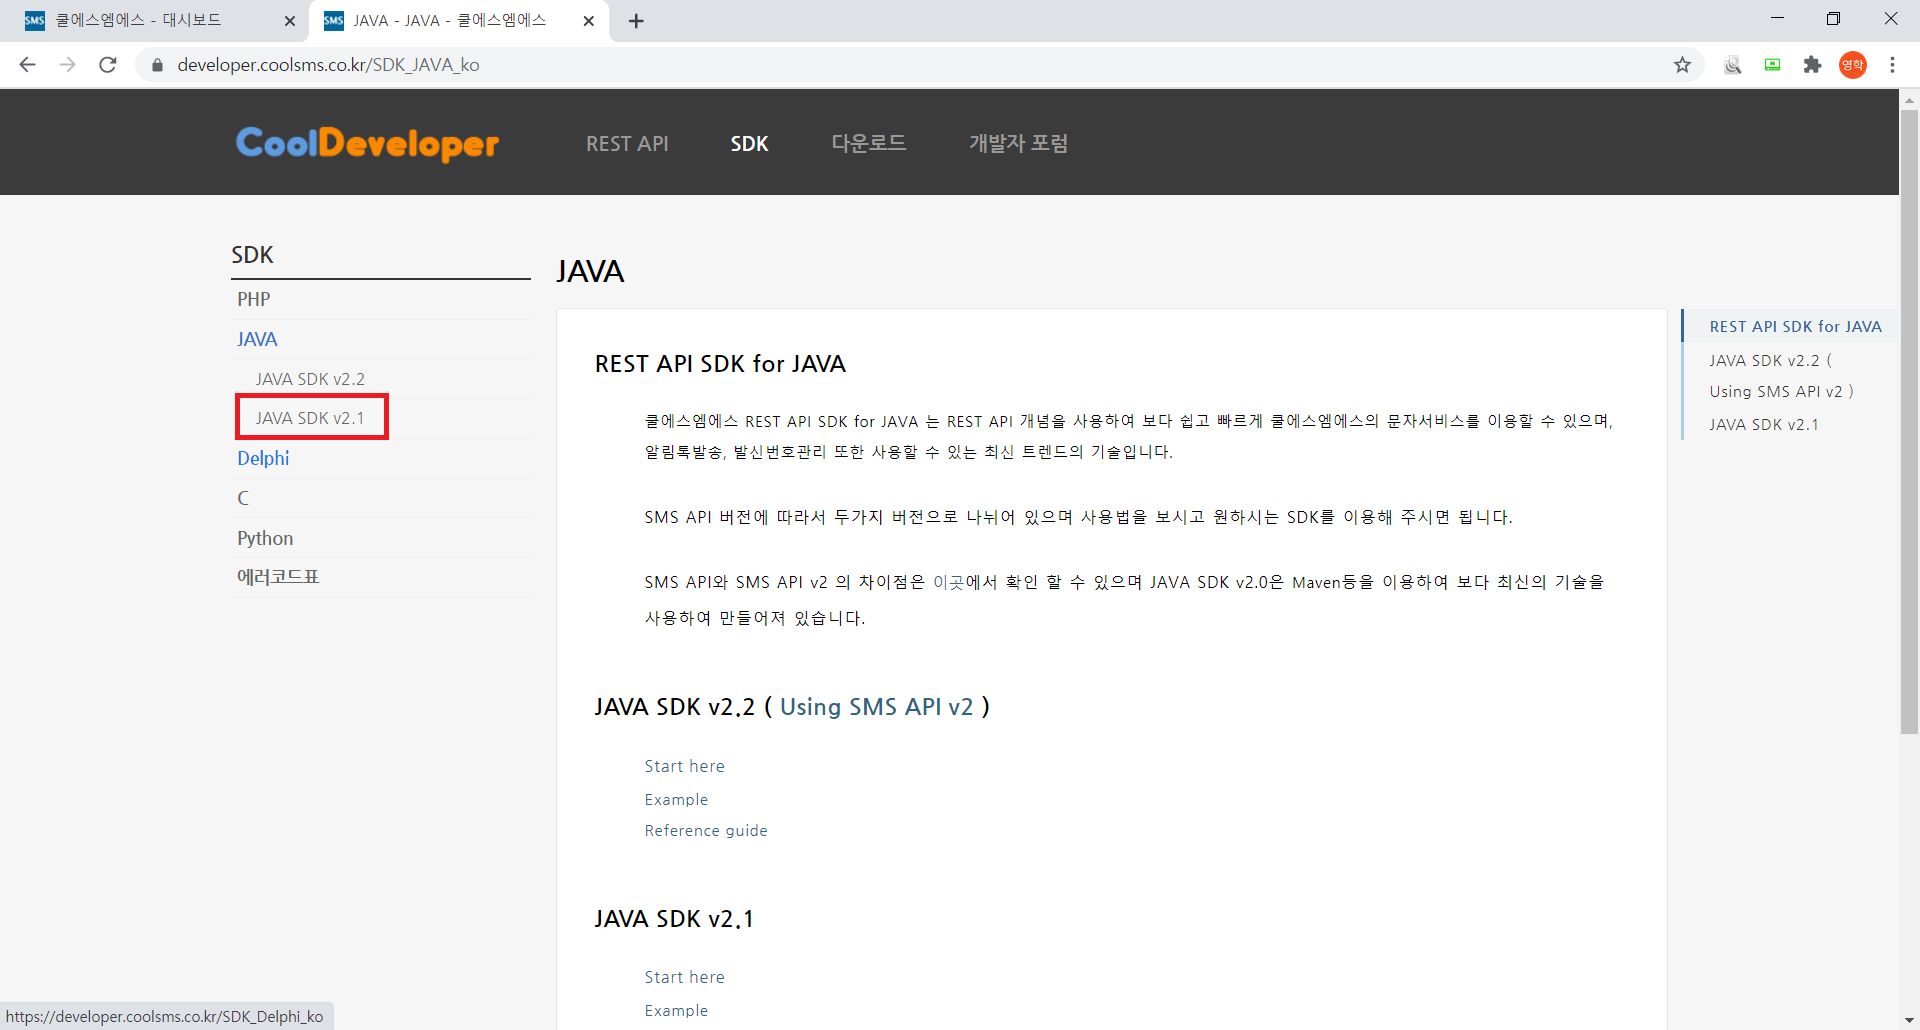 쿨에스엠에스 - 대시보드
JAVA - JAVA - 쿨에스엠에스
developer.coolsms.co.kr/SDK_JAVA_ko
영학
CoolDeveloper
REST API
SDK
다운로드
개발자 포럼
SDK
PHP
JAVA
JAVA SDK v2.2
JAVA SDK v2.1
Delphi
C
Python
에러코드표
JAVA
REST API SDK for JAVA
쿨에스엠에스 REST API SDK for JAVA 는 REST API 개념을 사용하여 보다 쉽고 빠르게 쿨에스엠에스의 문자서비스를 이용할 수 있으며,
알림톡발송, 발신번호관리 또한 사용할 수 있는 최신 트렌드의 기술입니다.
SMS API 버전에 따라서 두가지 버전으로 나뉘어 있으며 사용법을 보시고 원하시는 SDK를 이용해 주시면 됩니다.
SMS API와 SMS API v2 의 차이점은 이곳에서 확인 할 수 있으며 JAVA SDK v2.0은 Maven등을 이용하여 보다 최신의 기술을
사용하여 만들어져 있습니다.
JAVA SDK v2.2 ( Using SMS API v2 )
Start here
Example
Reference guide
JAVA SDK v2.1
Start here
Example
REST API SDK for JAVA
JAVA SDK v2.2 (
Using SMS API v2 )
JAVA SDK v2.1
https://developer.coolsms.co.kr/SDK_Delphi_ko